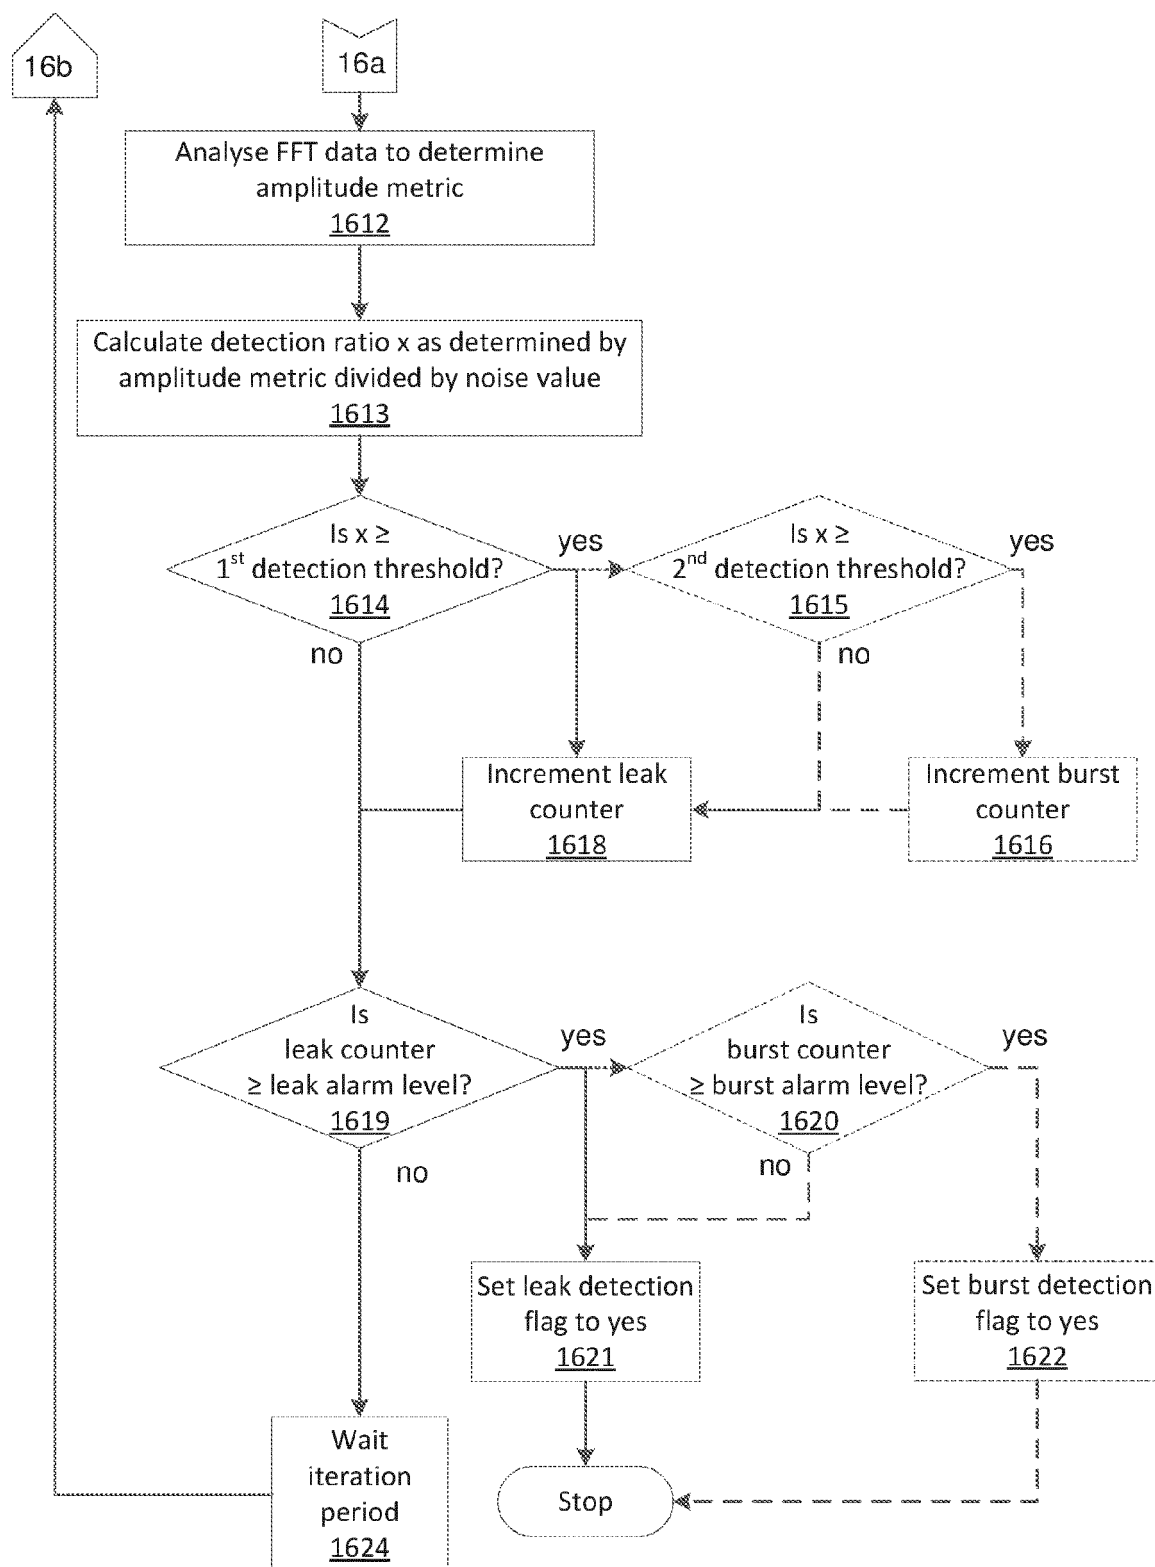 16b
16a
Analyse FFT data to determine
amplitude metric
1612
Calculate detection ratio x as determined by
amplitude metric divided by noise value
1613
Is x ≥
1st detection threshold?
1614
yes
no
Is x ≥
2nd detection threshold?
1615
yes
no
Increment leak
counter
1618
Increment burst
counter
1616
Is
leak counter
≥ leak alarm level?
1619
yes
no
Is
burst counter
≥ burst alarm level?
1620
yes
no
Set leak detection
flag to yes
1621
Set burst detection
flag to yes
1622
Wait
iteration
period
1624
Stop